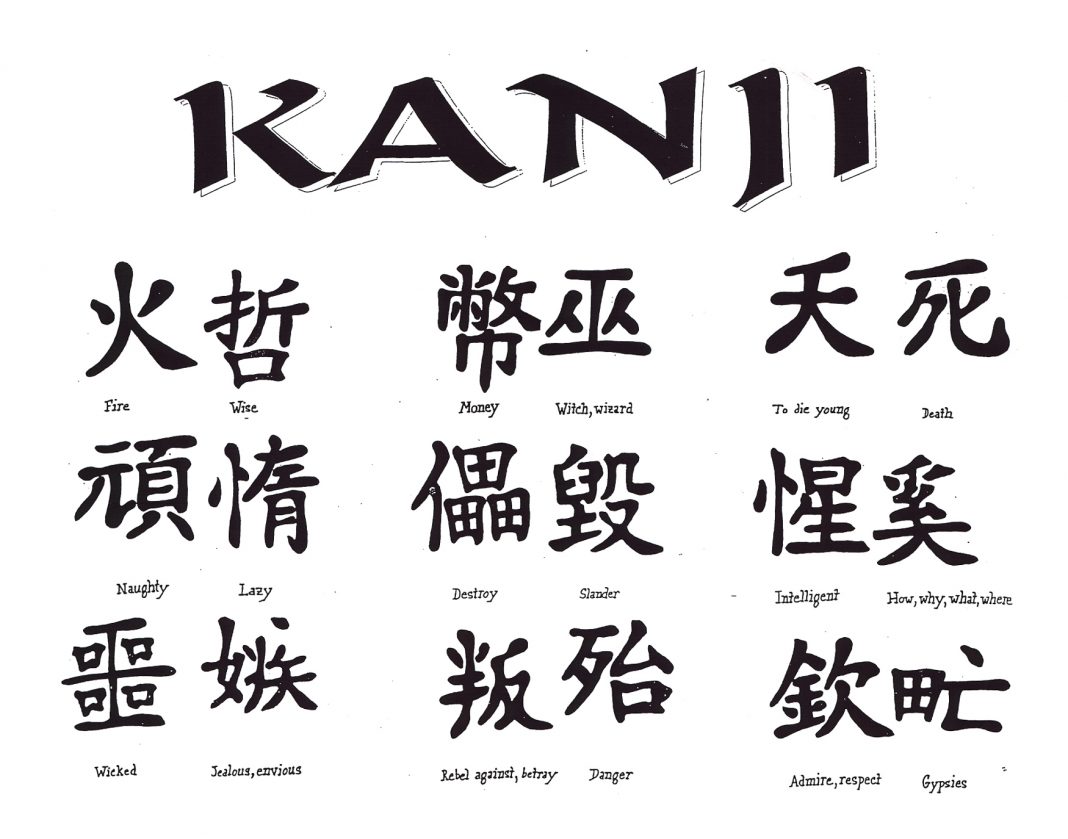 KANJI
火 哲 幣 巫 夭 死
Fire Wise Money Witch, wizard To die young Death
頑 惰 儡 毀 惺 奚
Naughty Lazy Destroy Slander Intelligent How, why, what, where
噩 嫉 叛 殆 欽 甿
Wicked Jealous, envious Rebel against, betray Danger Admire, respect Gypsies